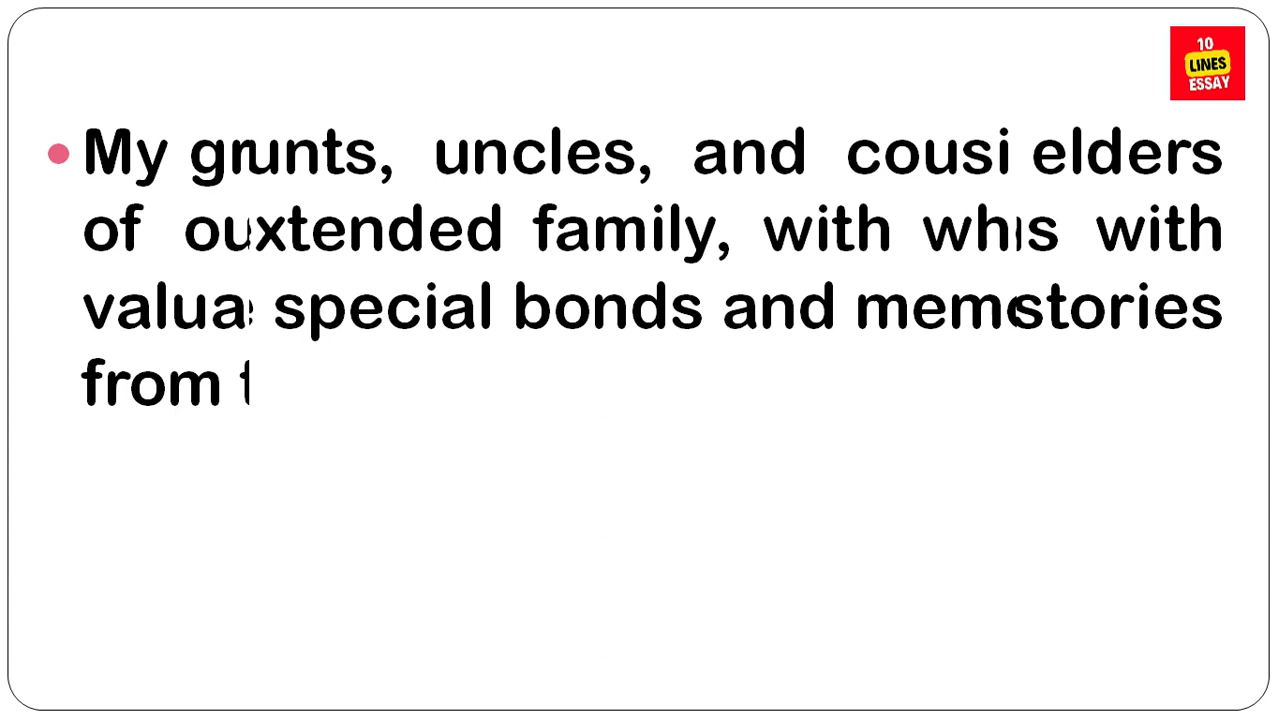 10
LINES
ESSAY
My grunts, uncles, and cousi elders
of ouxtended family, with whis with
valua special bonds and memostories
from